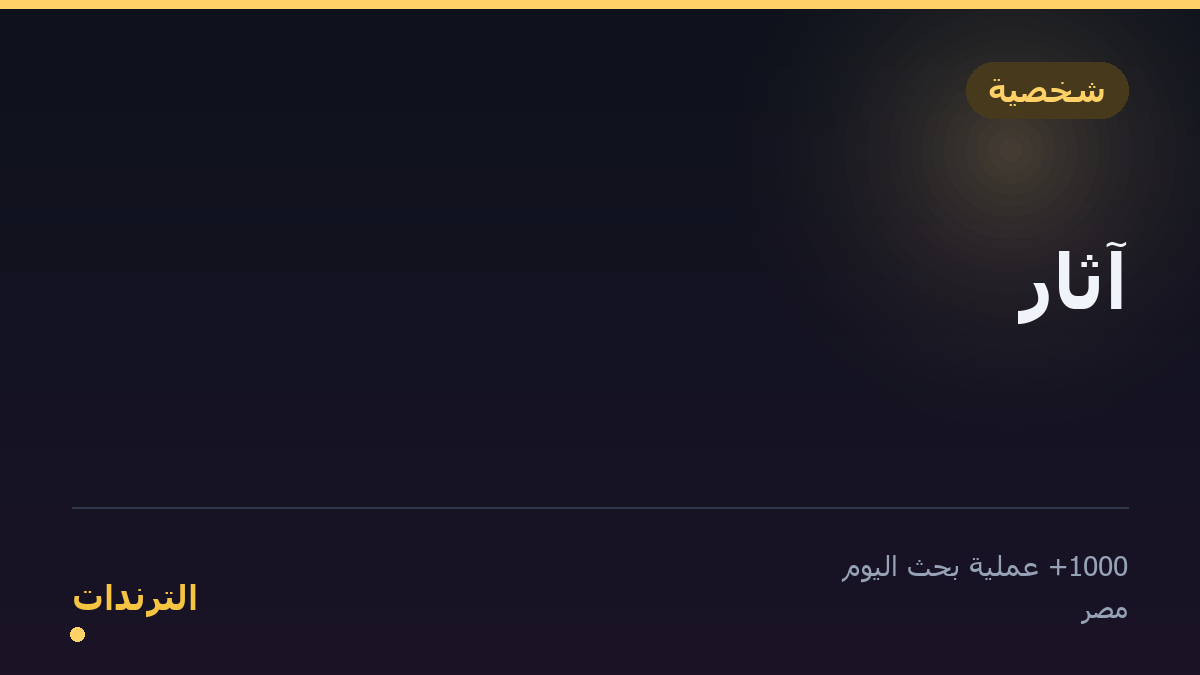 شخصية
آثار
1000+ عملية بحث اليوم
مصر
الترندات